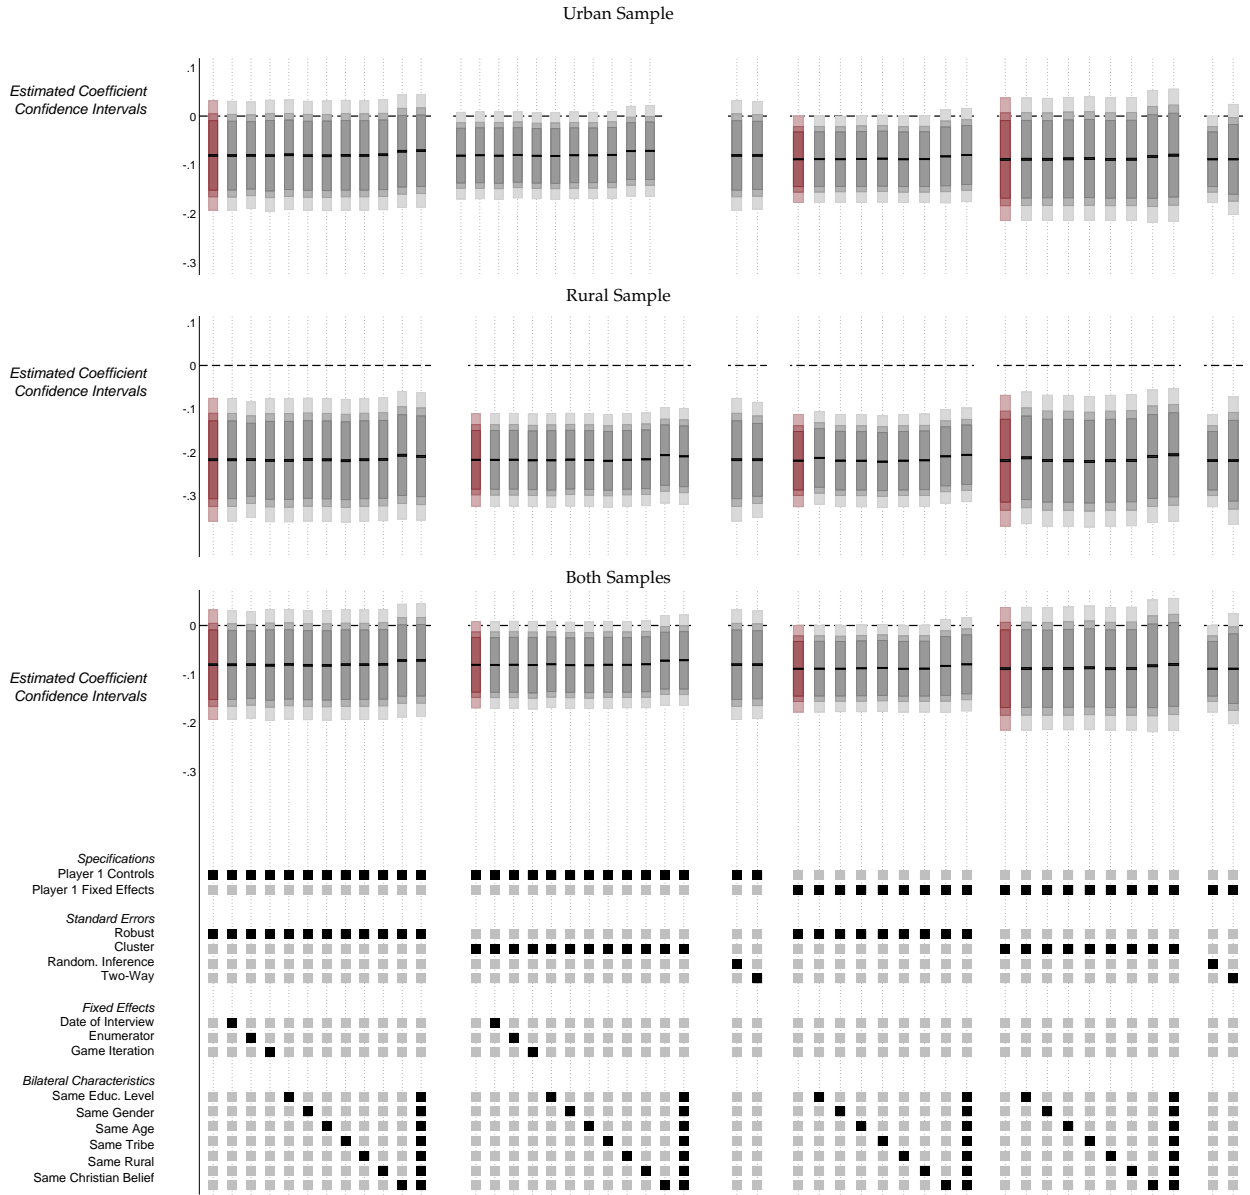 Urban Sample
.1
Estimated Coefficient
Confidence Intervals
0
-.1
-.2
-.3
Rural Sample
.1
Estimated Coefficient
Confidence Intervals
0
-.1
-.2
-.3
Both Samples
0
Estimated Coefficient
Confidence Intervals
-.1
-.2
-.3
Specifications
Player 1 Controls
Player 1 Fixed Effects
Standard Errors
Robust
Cluster
Random. Inference
Two-Way
Fixed Effects
Date of Interview
Enumerator
Game Iteration
Bilateral Characteristics
Same Educ. Level
Same Gender
Same Age
Same Tribe
Same Rural
Same Christian Belief